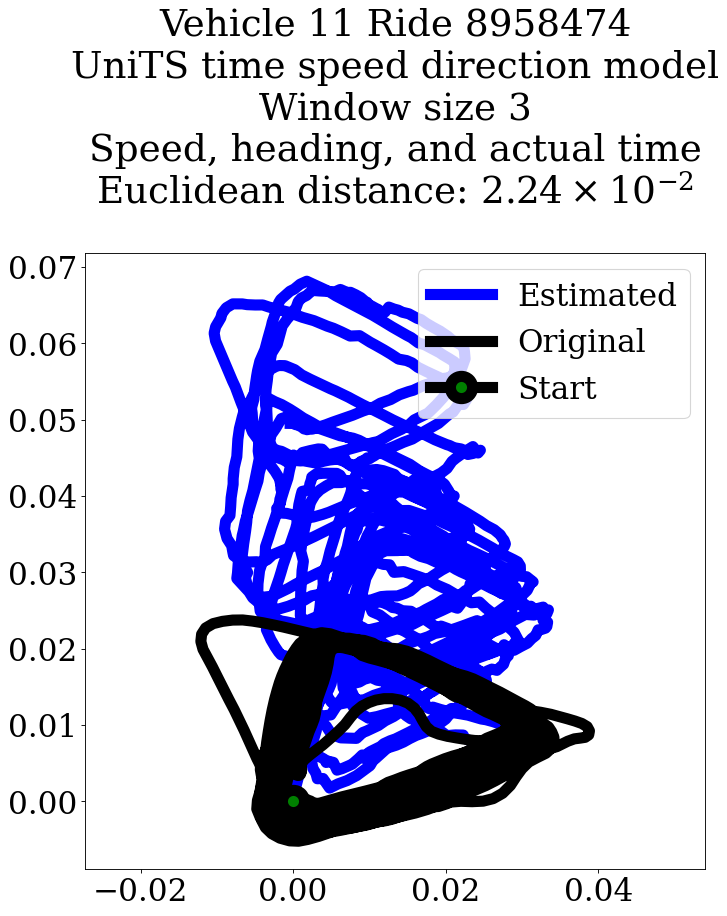 Vehicle 11 Ride 8958474
UniTS time speed direction model
Window size 3
Speed, heading, and actual time
Euclidean distance: 2.24 × 10⁻²
Estimated
Original
Start
0.07
0.06
0.05
0.04
0.03
0.02
0.01
0.00
−0.02 0.00 0.02 0.04